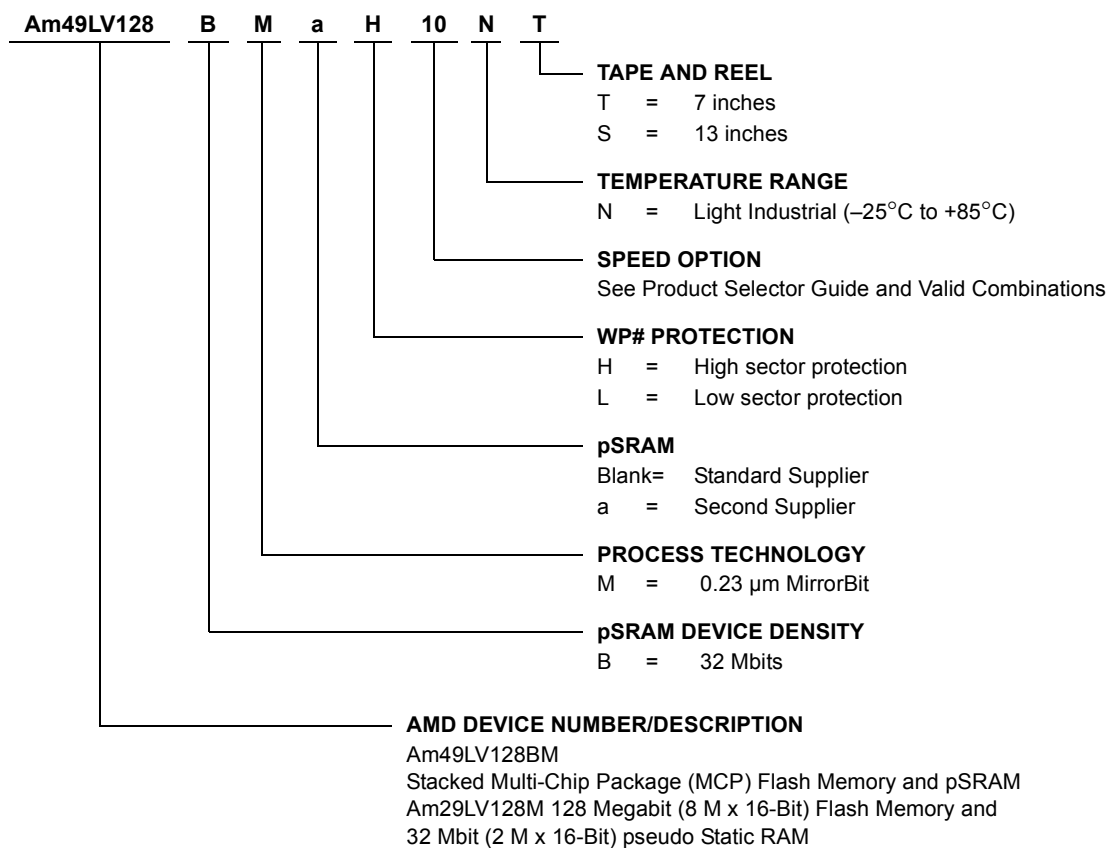 Am49LV128 B M a H 10 N T
TAPE AND REEL
T = 7 inches
S = 13 inches
TEMPERATURE RANGE
N = Light Industrial (–25°C to +85°C)
SPEED OPTION
See Product Selector Guide and Valid Combinations
WP# PROTECTION
H = High sector protection
L = Low sector protection
pSRAM
Blank= Standard Supplier
a = Second Supplier
PROCESS TECHNOLOGY
M = 0.23 µm MirrorBit
pSRAM DEVICE DENSITY
B = 32 Mbits
AMD DEVICE NUMBER/DESCRIPTION
Am49LV128BM
Stacked Multi-Chip Package (MCP) Flash Memory and pSRAM
Am29LV128M 128 Megabit (8 M x 16-Bit) Flash Memory and
32 Mbit (2 M x 16-Bit) pseudo Static RAM